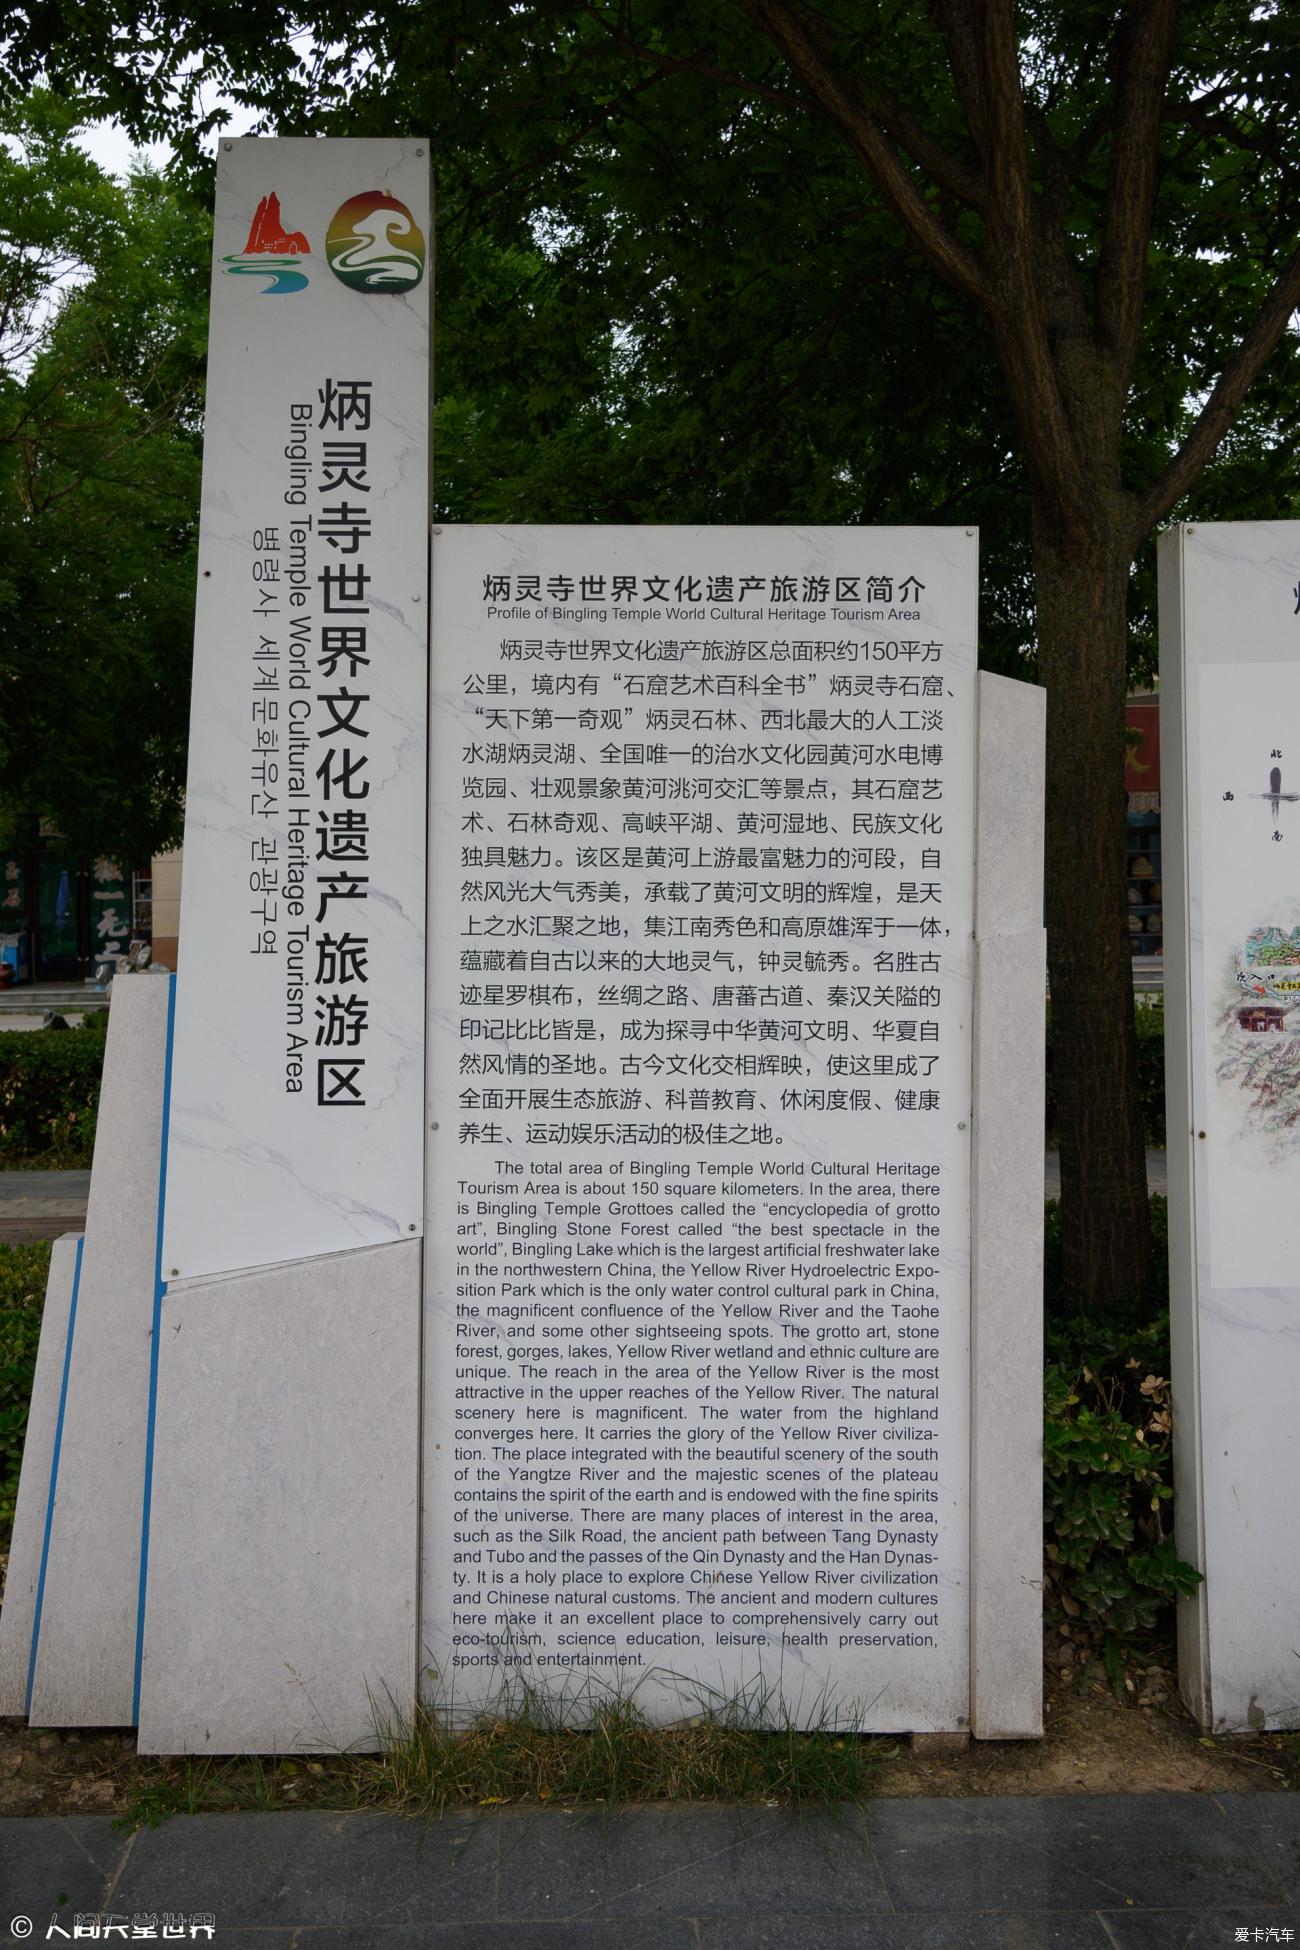 炳灵寺世界文化遗产旅游区
Bingling Temple World Cultural Heritage Tourism Area
병령사 세계문화유산 관광구역
炳灵寺世界文化遗产旅游区简介
Profile of Bingling Temple World Cultural Heritage Tourism Area
炳灵寺世界文化遗产旅游区总面积约150平方
公里，境内有“石窟艺术百科全书”炳灵寺石窟、
“天下第一奇观”炳灵石林、西北最大的人工淡
水湖炳灵湖、全国唯一的治水文化园黄河水电博
览园、壮观景象黄河洮河交汇等景点，其石窟艺
术、石林奇观、高峡平湖、黄河湿地、民族文化
独具魅力。该区是黄河上游最富魅力的河段，自
然风光大气秀美，承载了黄河文明的辉煌，是天
上之水汇聚之地，集江南秀色和高原雄浑于一体，
蕴藏着自古以来的大地灵气，钟灵毓秀。名胜古
迹星罗棋布，丝绸之路、唐蕃古道、秦汉关隘的
印记比比皆是，成为探寻中华黄河文明、华夏自
然风情的圣地。古今文化交相辉映，使这里成了
全面开展生态旅游、科普教育、休闲度假、健康
养生、运动娱乐活动的极佳之地。
The total area of Bingling Temple World Cultural Heritage
Tourism Area is about 150 square kilometers. In the area, there
is Bingling Temple Grottoes called the “encyclopedia of grotto
art”, Bingling Stone Forest called “the best spectacle in the
world”, Bingling Lake which is the largest artificial freshwater lake
in the northwestern China, the Yellow River Hydroelectric Expo-
sition Park which is the only water control cultural park in China,
the magnificent confluence of the Yellow River and the Taohe
River, and some other sightseeing spots. The grotto art, stone
forest, gorges, lakes, Yellow River wetland and ethnic culture are
unique. The reach in the area of the Yellow River is the most
attractive in the upper reaches of the Yellow River. The natural
scenery here is magnificent. The water from the highland
converges here. It carries the glory of the Yellow River civiliza-
tion. The place integrated with the beautiful scenery of the south
of the Yangtze River and the majestic scenes of the plateau
contains the spirit of the earth and is endowed with the fine spirits
of the universe. There are many places of interest in the area,
such as the Silk Road, the ancient path between Tang Dynasty
and Tubo and the passes of the Qin Dynasty and the Han Dynas-
ty. It is a holy place to explore Chinese Yellow River civilization
and Chinese natural customs. The ancient and modern cultures
here make it an excellent place to comprehensively carry out
eco-tourism, science education, leisure, health preservation,
sports and entertainment.
北
西
南
© 人间天堂世界
爱卡汽车